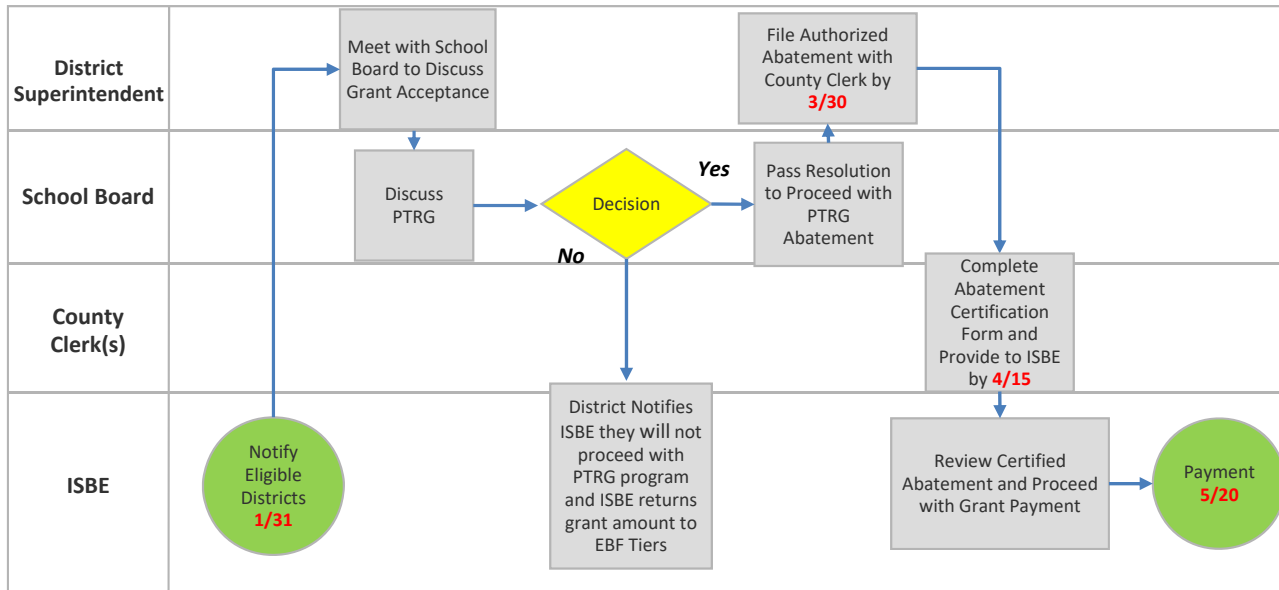 District
Superintendent
Meet with School
Board to Discuss
Grant Acceptance
File Authorized
Abatement with
County Clerk by
3/30
School Board
Discuss
PTRG
Decision
Yes
No
Pass Resolution
to Proceed with
PTRG
Abatement
County
Clerk(s)
Complete
Abatement
Certification
Form and
Provide to ISBE
by 4/15
ISBE
Notify
Eligible
Districts
1/31
District Notifies
ISBE they will not
proceed with
PTRG program
and ISBE returns
grant amount to
EBF Tiers
Review Certified
Abatement and Proceed
with Grant Payment
Payment
5/20